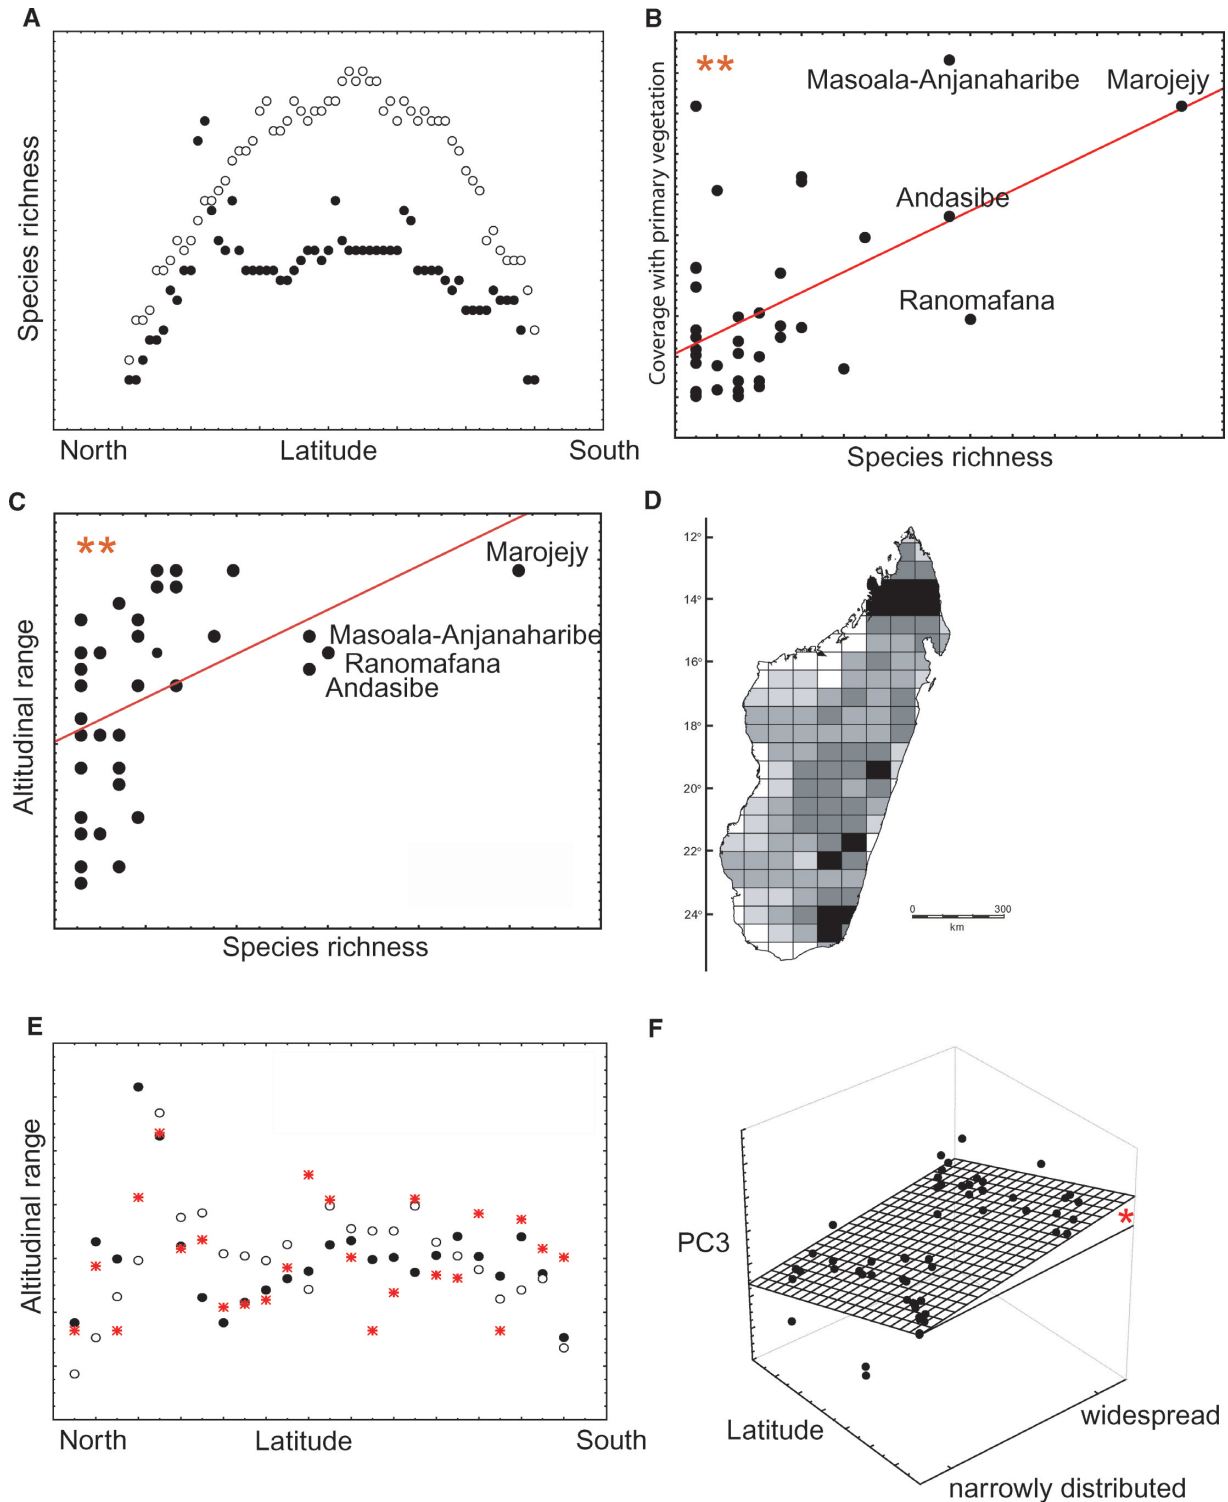 A
Species richness
North Latitude South
B
**
Coverage with primary vegetation
Masoala-Anjanaharibe
Marojejy
Andasibe
Ranomafana
Species richness
C
**
Altitudinal range
Marojejy
Masoala-Anjanaharibe
Ranomafana
Andasibe
Species richness
D
12°
14°
16°
18°
20°
22°
24°
0 300
km
E
Altitudinal range
North Latitude South
F
PC3
*
Latitude
widespread
narrowly distributed